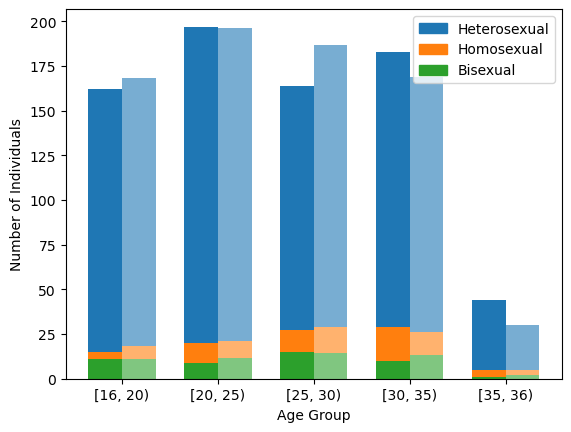 200
175
150
125
100
75
50
25
0
Number of Individuals
Heterosexual
Homosexual
Bisexual
[16, 20)
[20, 25)
[25, 30)
[30, 35)
[35, 36)
Age Group